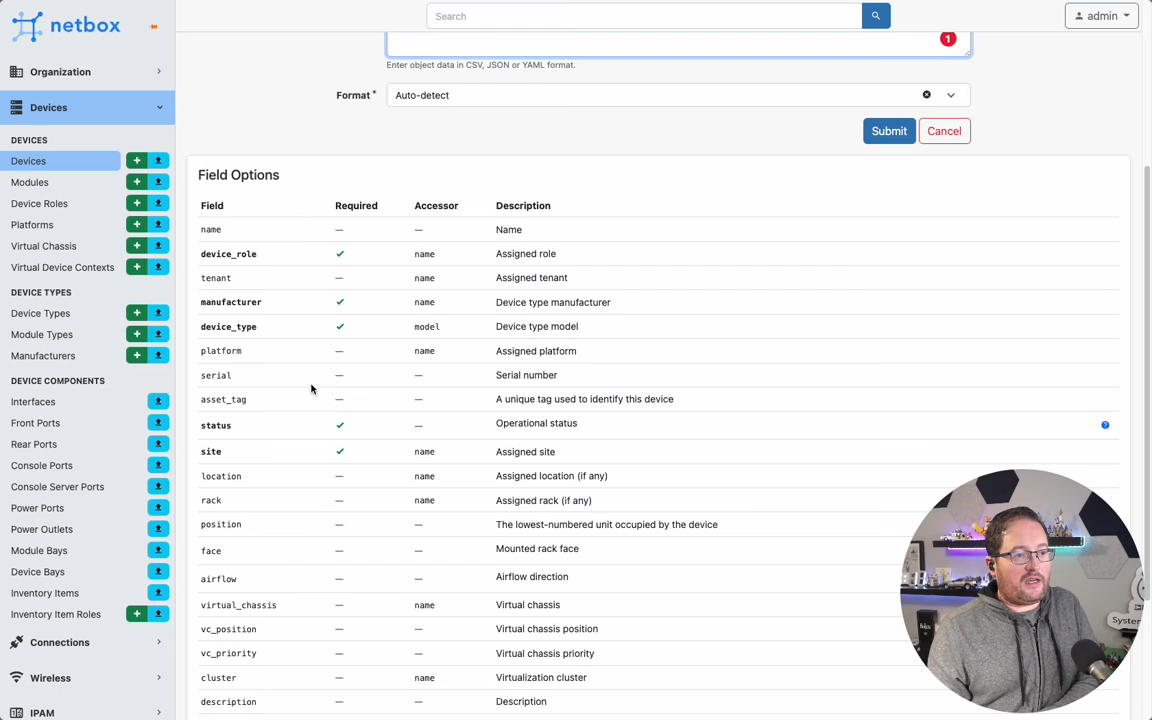 netbox
Search
admin
Organization
Devices
DEVICES
Devices
Modules
Device Roles
Platforms
Virtual Chassis
Virtual Device Contexts
DEVICE TYPES
Device Types
Module Types
Manufacturers
DEVICE COMPONENTS
Interfaces
Front Ports
Rear Ports
Console Ports
Console Server Ports
Power Ports
Power Outlets
Module Bays
Device Bays
Inventory Items
Inventory Item Roles
Connections
Wireless
IPAM
1
Enter object data in CSV, JSON or YAML format.
Format* Auto-detect
Submit Cancel
Field Options
Field Required Accessor Description
name — — Name
device_role ✓ name Assigned role
tenant — name Assigned tenant
manufacturer ✓ name Device type manufacturer
device_type ✓ model Device type model
platform — name Assigned platform
serial — — Serial number
asset_tag — — A unique tag used to identify this device
status ✓ — Operational status
site ✓ name Assigned site
location — name Assigned location (if any)
rack — name Assigned rack (if any)
position — — The lowest-numbered unit occupied by the device
face — — Mounted rack face
airflow — — Airflow direction
virtual_chassis — name Virtual chassis
vc_position — — Virtual chassis position
vc_priority — — Virtual chassis priority
cluster — name Virtualization cluster
description — — Description
System